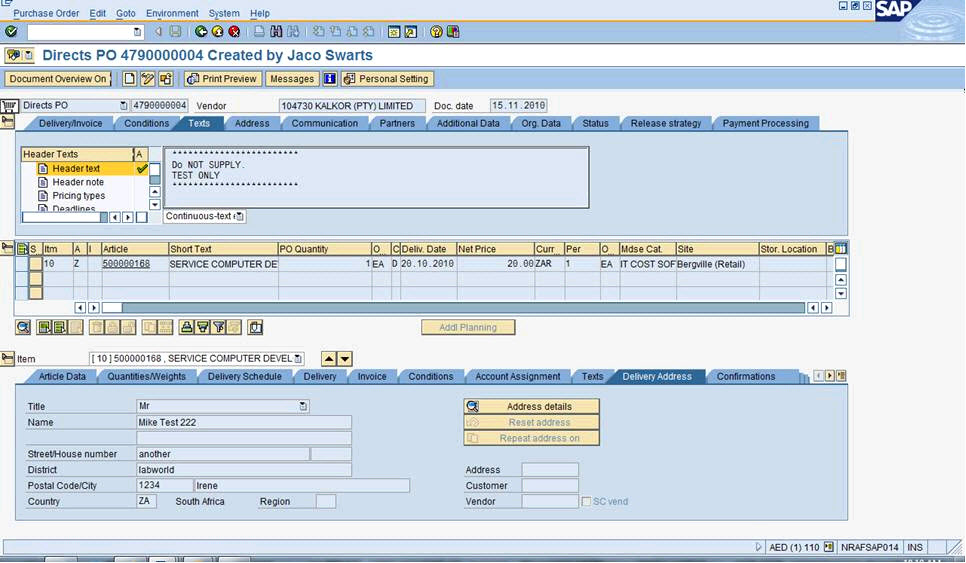 Purchase Order Edit Goto Environment System Help
SAP
Directs PO 4790000004 Created by Jaco Swarts
Document Overview On Print Preview Messages Personal Setting
Directs PO 4790000004 Vendor 104730 KALKOR (PTY) LIMITED Doc. date 15.11.2010
Delivery/Invoice Conditions Texts Address Communication Partners Additional Data Org. Data Status Release strategy Payment Processing
Header Texts A
Header text
Header note
Pricing types
Deadlines
************************
Do NOT SUPPLY.
TEST ONLY
************************
Continuous-text e
S.. Itm A I Article Short Text PO Quantity O... C Deliv. Date Net Price Curr... Per O... Mdse Cat. Site Stor. Location B
10 Z 500000168 SERVICE COMPUTER DE 1 EA D 20.10.2010 20.00 ZAR 1 EA IT COST SOF Bergville (Retail)
Addl Planning
Item [ 10 ] 500000168 , SERVICE COMPUTER DEVEL
Article Data Quantities/Weights Delivery Schedule Delivery Invoice Conditions Account Assignment Texts Delivery Address Confirmations
Title Mr
Name Mike Test 222
Street/House number another
District labworld
Postal Code/City 1234 Irene
Country ZA South Africa Region
Address details
Reset address
Repeat address on
Address
Customer
Vendor SC vend
AED (1) 110 NRAFSAP014 INS